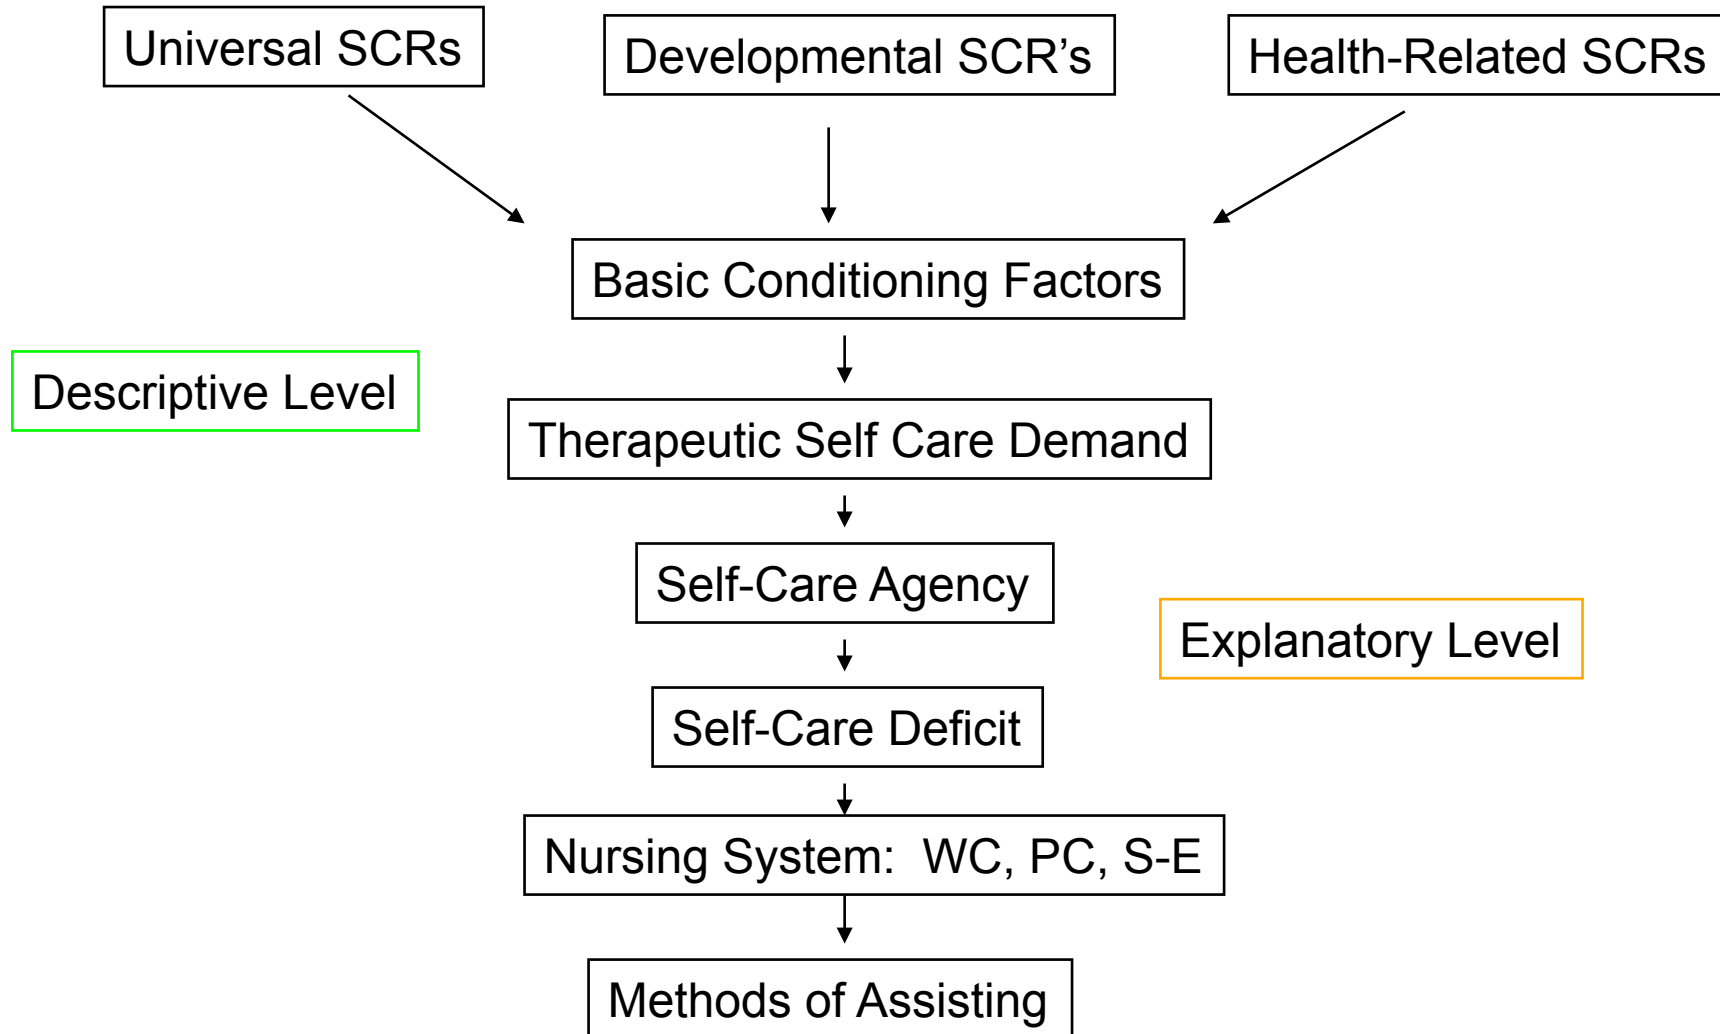 Universal SCRs
Developmental SCR’s
Health-Related SCRs
Basic Conditioning Factors
Descriptive Level
Therapeutic Self Care Demand
Self-Care Agency
Explanatory Level
Self-Care Deficit
Nursing System:  WC, PC, S-E
Methods of Assisting